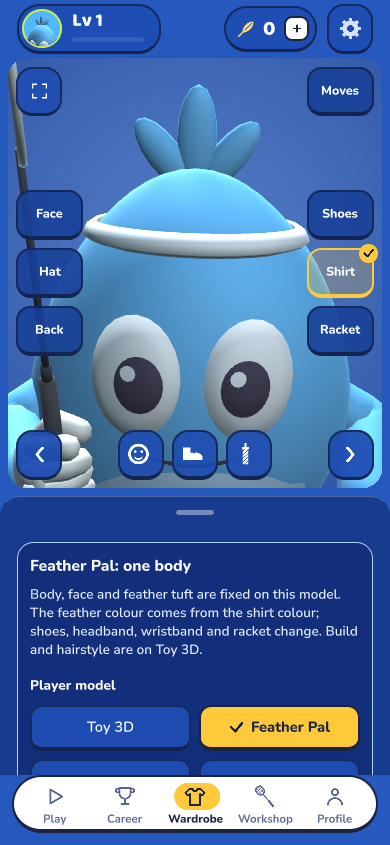 Lv 1
0
+
Moves
Face
Shoes
Hat
Shirt
Back
Racket
Feather Pal: one body
Body, face and feather tuft are fixed on this model.
The feather colour comes from the shirt colour;
shoes, headband, wristband and racket change. Build
and hairstyle are on Toy 3D.
Player model
Toy 3D
Feather Pal
Play
Career
Wardrobe
Workshop
Profile